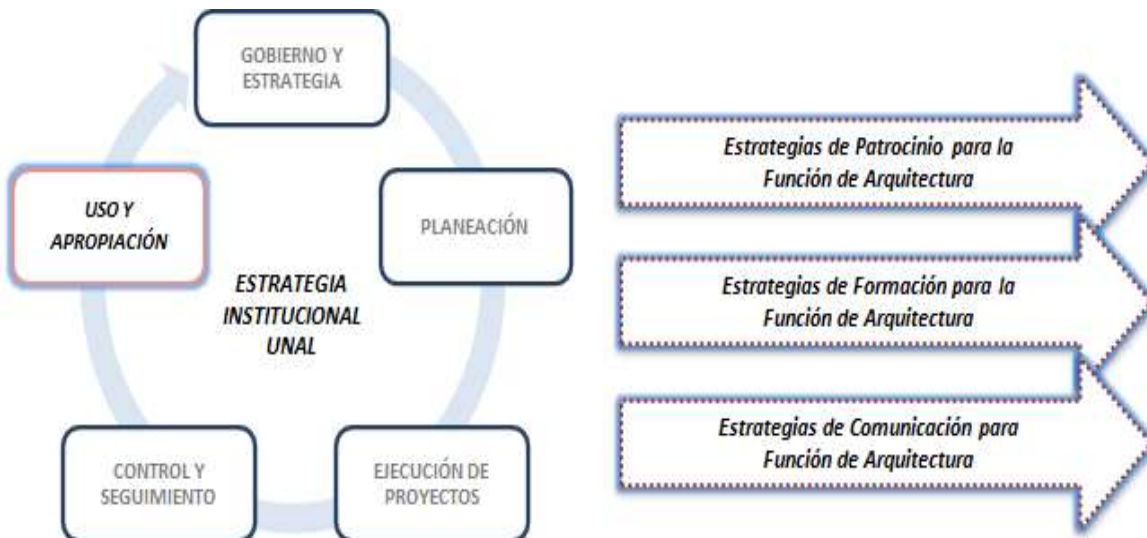 GOBIERNO Y
ESTRATEGIA
USO Y
APROPIACIÓN
PLANEACIÓN
ESTRATEGIA
INSTITUCIONAL
UNAL
CONTROL Y
SEGUIMIENTO
EJECUCIÓN DE
PROYECTOS
Estrategias de Patrocinio para la
Función de Arquitectura
Estrategias de Formación para la
Función de Arquitectura
Estrategias de Comunicación para
Función de Arquitectura